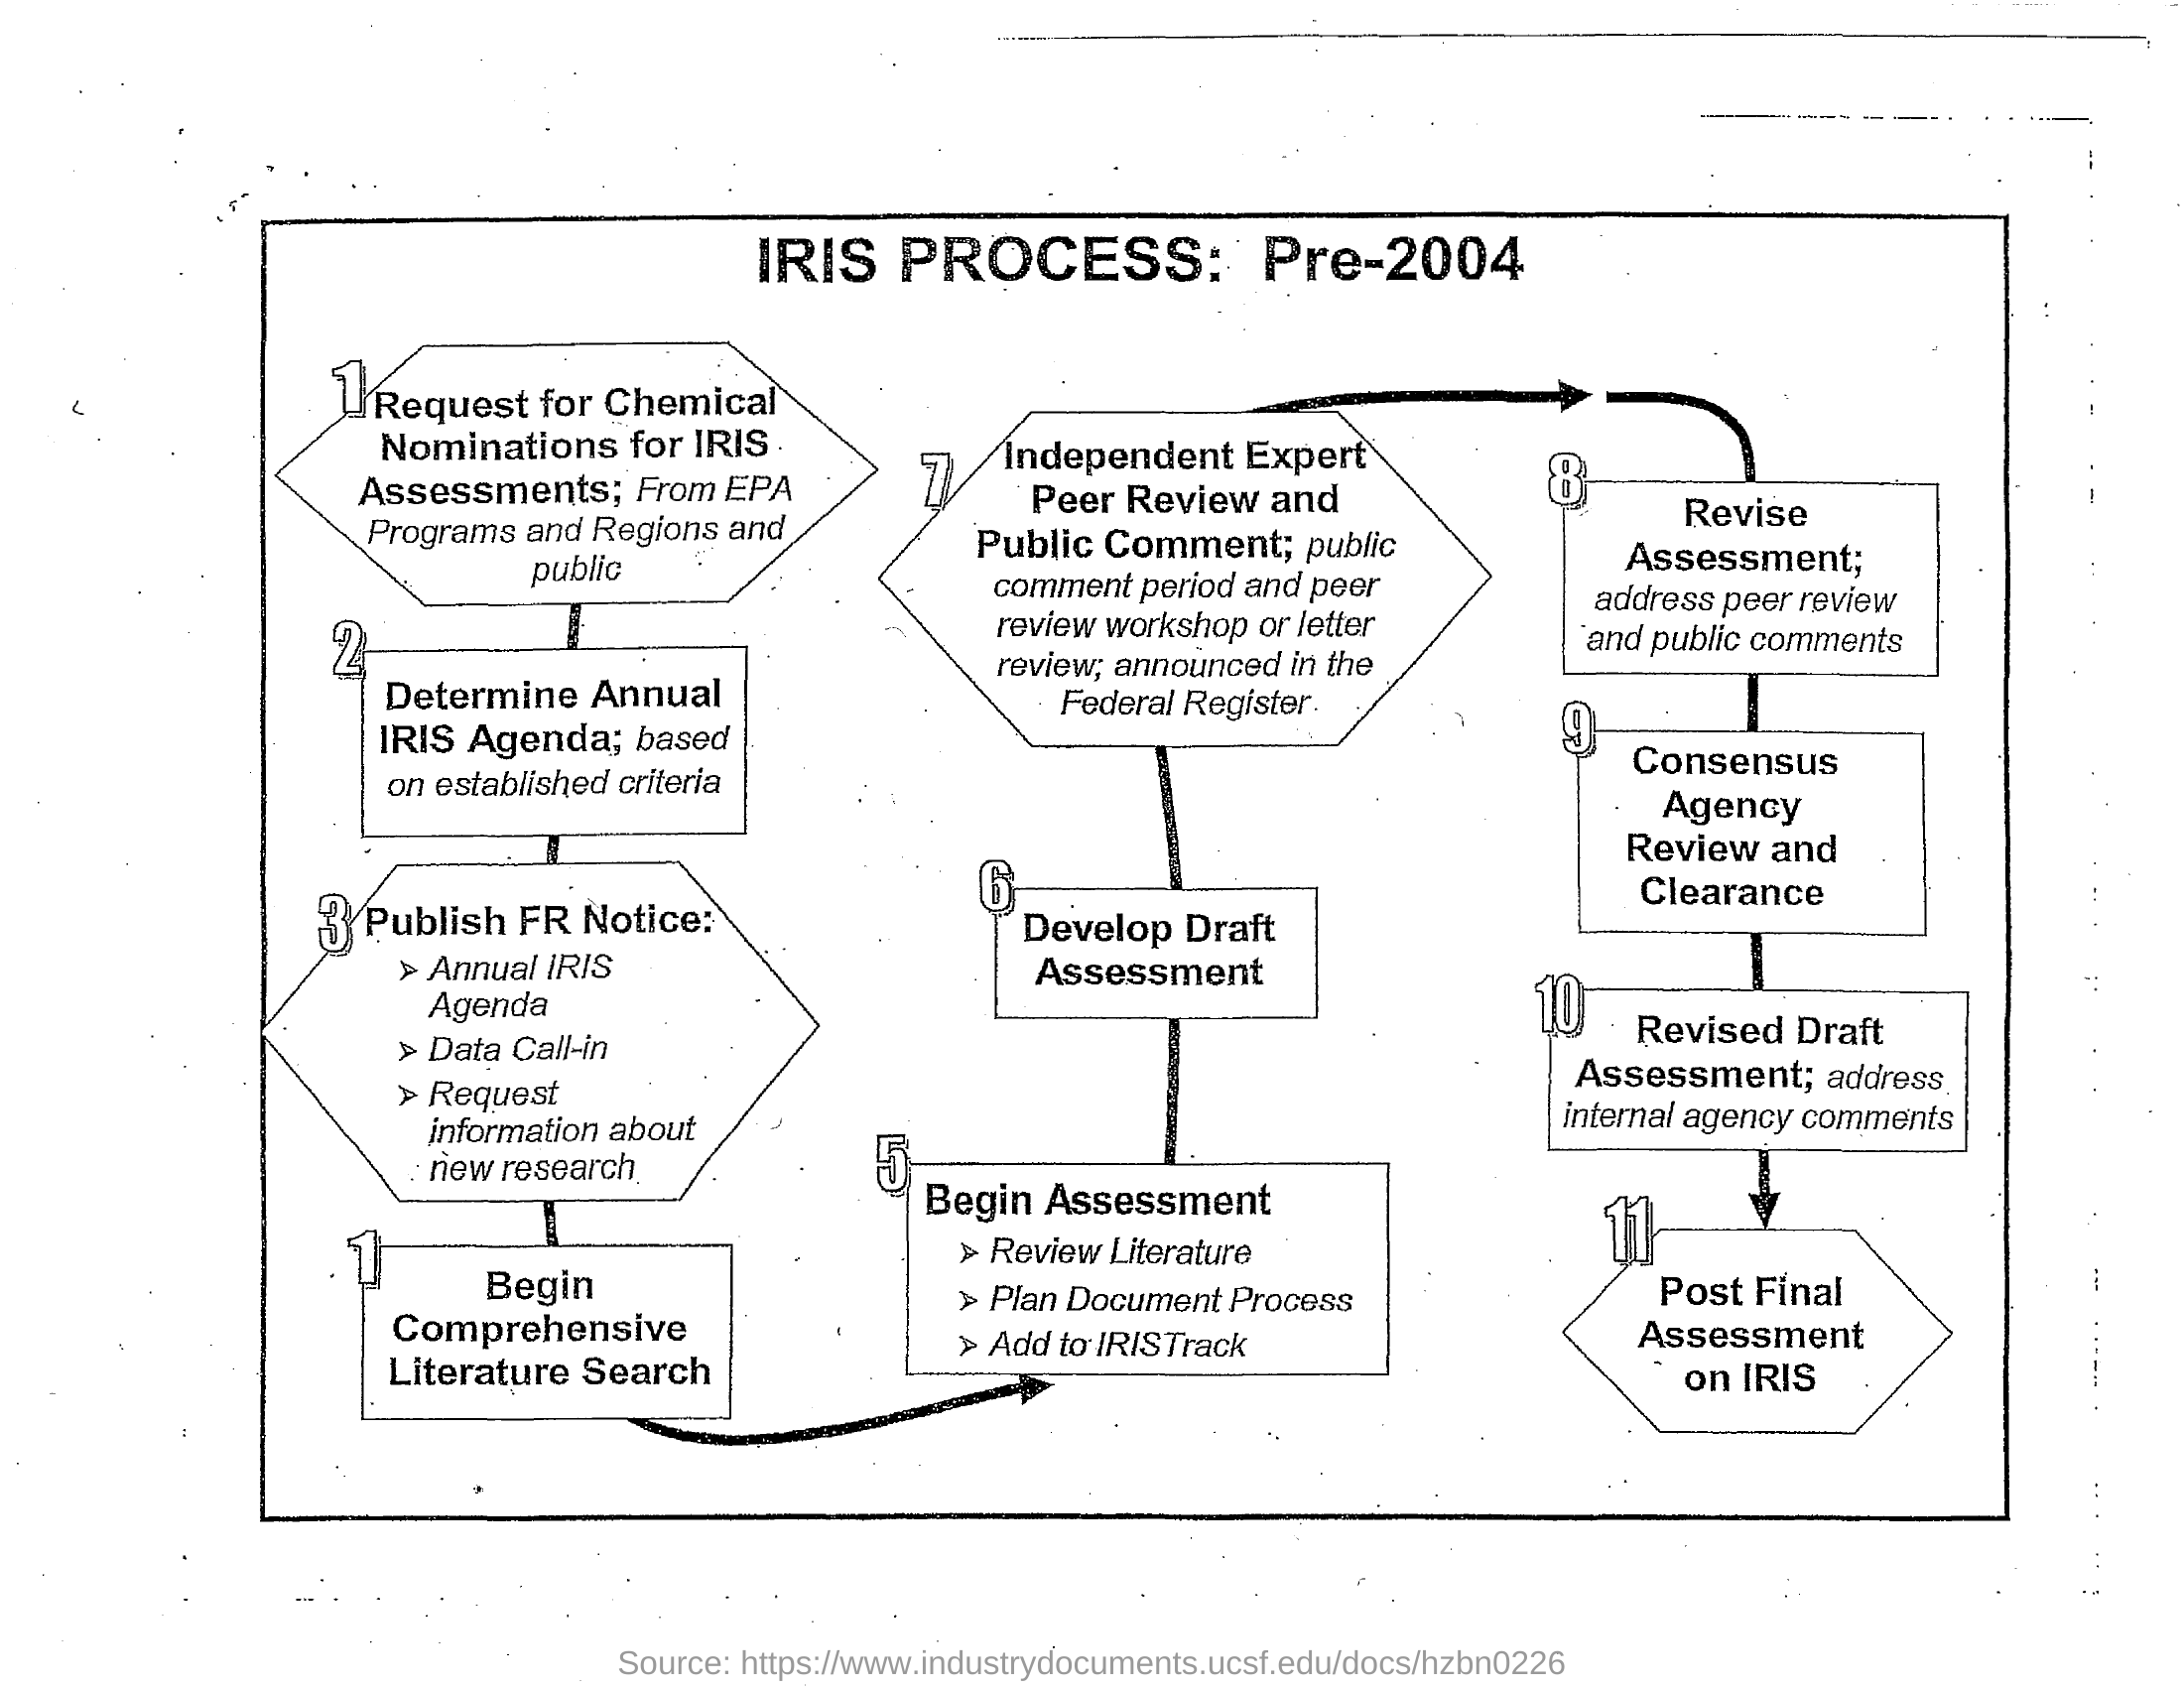 IRIS PROCESS: Pre-2004
1
Request for Chemical
Nominations for IRIS
Assessments; From EPA
Programs and Regions and
public
2
Determine Annual
IRIS Agenda; based
on established criteria
3
Publish FR Notice:
➢ Annual IRIS
Agenda
➢ Data Call-in
➢ Request
information about
new research
1
Begin
Comprehensive
Literature Search
5
Begin Assessment
➢ Review Literature
➢ Plan Document Process
➢ Add to IRISTrack
6
Develop Draft
Assessment
7
Independent Expert
Peer Review and
Public Comment; public
comment period and peer
review workshop or letter
review; announced in the
Federal Register
8
Revise
Assessment;
address peer review
and public comments
9
Consensus
Agency
Review and
Clearance
10
Revised Draft
Assessment; address
internal agency comments
11
Post Final
Assessment
on IRIS
Source: https://www.industrydocuments.ucsf.edu/docs/hzbn0226